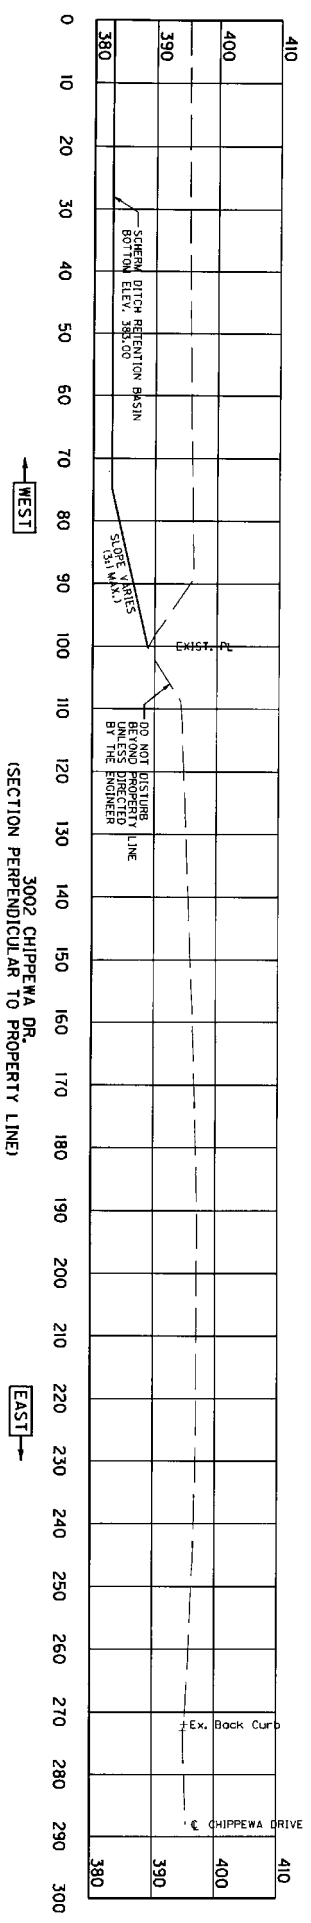 410
400
390
380
0
10
20
30
40
50
60
70
80
90
100
110
120
130
140
150
160
170
180
190
200
210
220
230
240
250
260
270
280
290
300
SCHERM DITCH RETENTION BASIN
BOTTOM ELEV. 383.00
SLOPE VARIES
(3:1 MAX.)
EXIST. PL
DO NOT DISTURB
BEYOND PROPERTY LINE
UNLESS DIRECTED
BY THE ENGINEER
Ex. Back Curb
℄ CHIPPEWA DRIVE
410
400
390
380
WEST
EAST
3002 CHIPPEWA DR.
(SECTION PERPENDICULAR TO PROPERTY LINE)